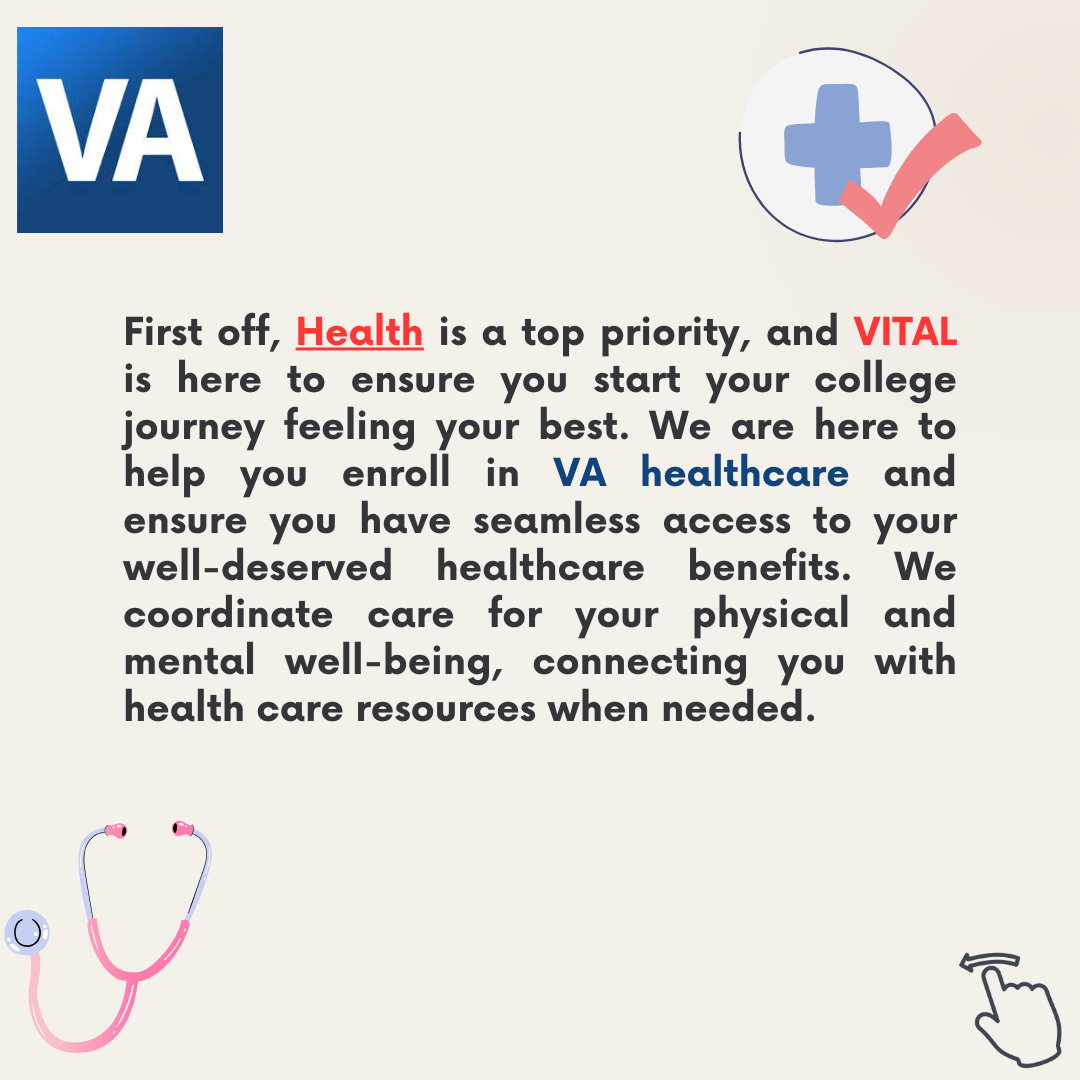 VA
First off, Health is a top priority, and VITAL
is here to ensure you start your college
journey feeling your best. We are here to
help you enroll in VA healthcare and
ensure you have seamless access to your
well-deserved healthcare benefits. We
coordinate care for your physical and
mental well-being, connecting you with
health care resources when needed.